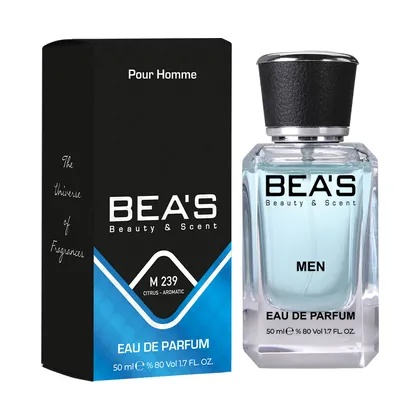 Pour Homme
The
Universe
of
Fragrances
BEA'S
Beauty & Scent
M 239
CITRUS - AROMATIC
EAU DE PARFUM
50 ml ℮ % 80 Vol 1.7 FL. OZ.
BEA'S
Beauty & Scent
MEN
EAU DE PARFUM
50 ml ℮ % 80 Vol 1.7 FL. OZ.